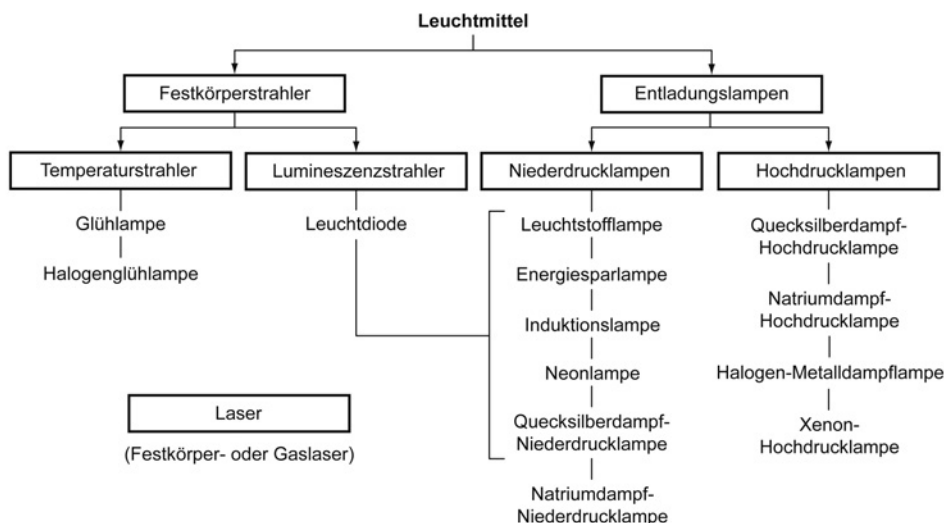 Leuchtmittel
Festkörperstrahler
Entladungslampen
Temperaturstrahler
Lumineszenzstrahler
Niederdrucklampen
Hochdrucklampen
Glühlampe
Halogenglühlampe
Leuchtdiode
Leuchtstofflampe
Energiesparlampe
Induktionslampe
Neonlampe
Quecksilberdampf-
Niederdrucklampe
Natriumdampf-
Niederdrucklampe
Quecksilberdampf-
Hochdrucklampe
Natriumdampf-
Hochdrucklampe
Halogen-Metalldampflampe
Xenon-
Hochdrucklampe
Laser
(Festkörper- oder Gaslaser)